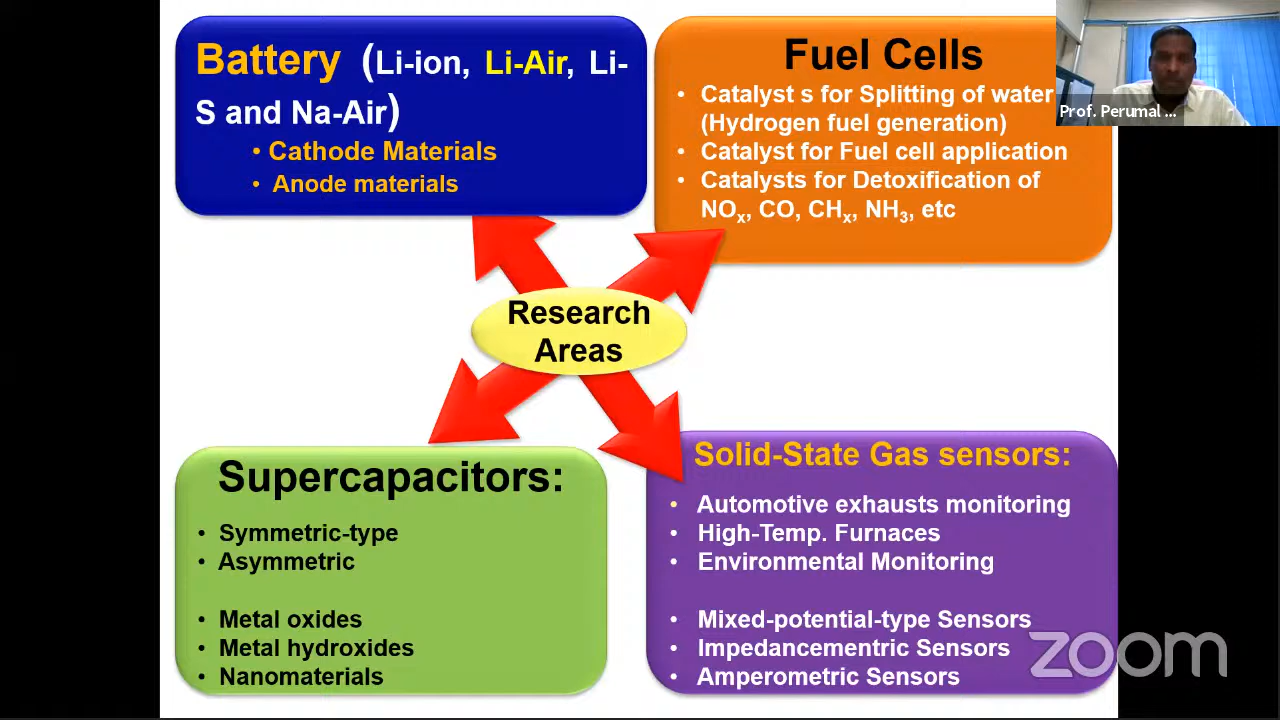 Battery (Li-ion, Li-Air, Li-
S and Na-Air)
• Cathode Materials
• Anode materials
Fuel Cells
• Catalyst s for Splitting of water
(Hydrogen fuel generation)
• Catalyst for Fuel cell application
• Catalysts for Detoxification of
NOx, CO, CHx, NH3, etc
Prof. Perumal ...
Research
Areas
Supercapacitors:
• Symmetric-type
• Asymmetric
• Metal oxides
• Metal hydroxides
• Nanomaterials
Solid-State Gas sensors:
• Automotive exhausts monitoring
• High-Temp. Furnaces
• Environmental Monitoring
• Mixed-potential-type Sensors
• Impedancementric Sensors
• Amperometric Sensors
zoom